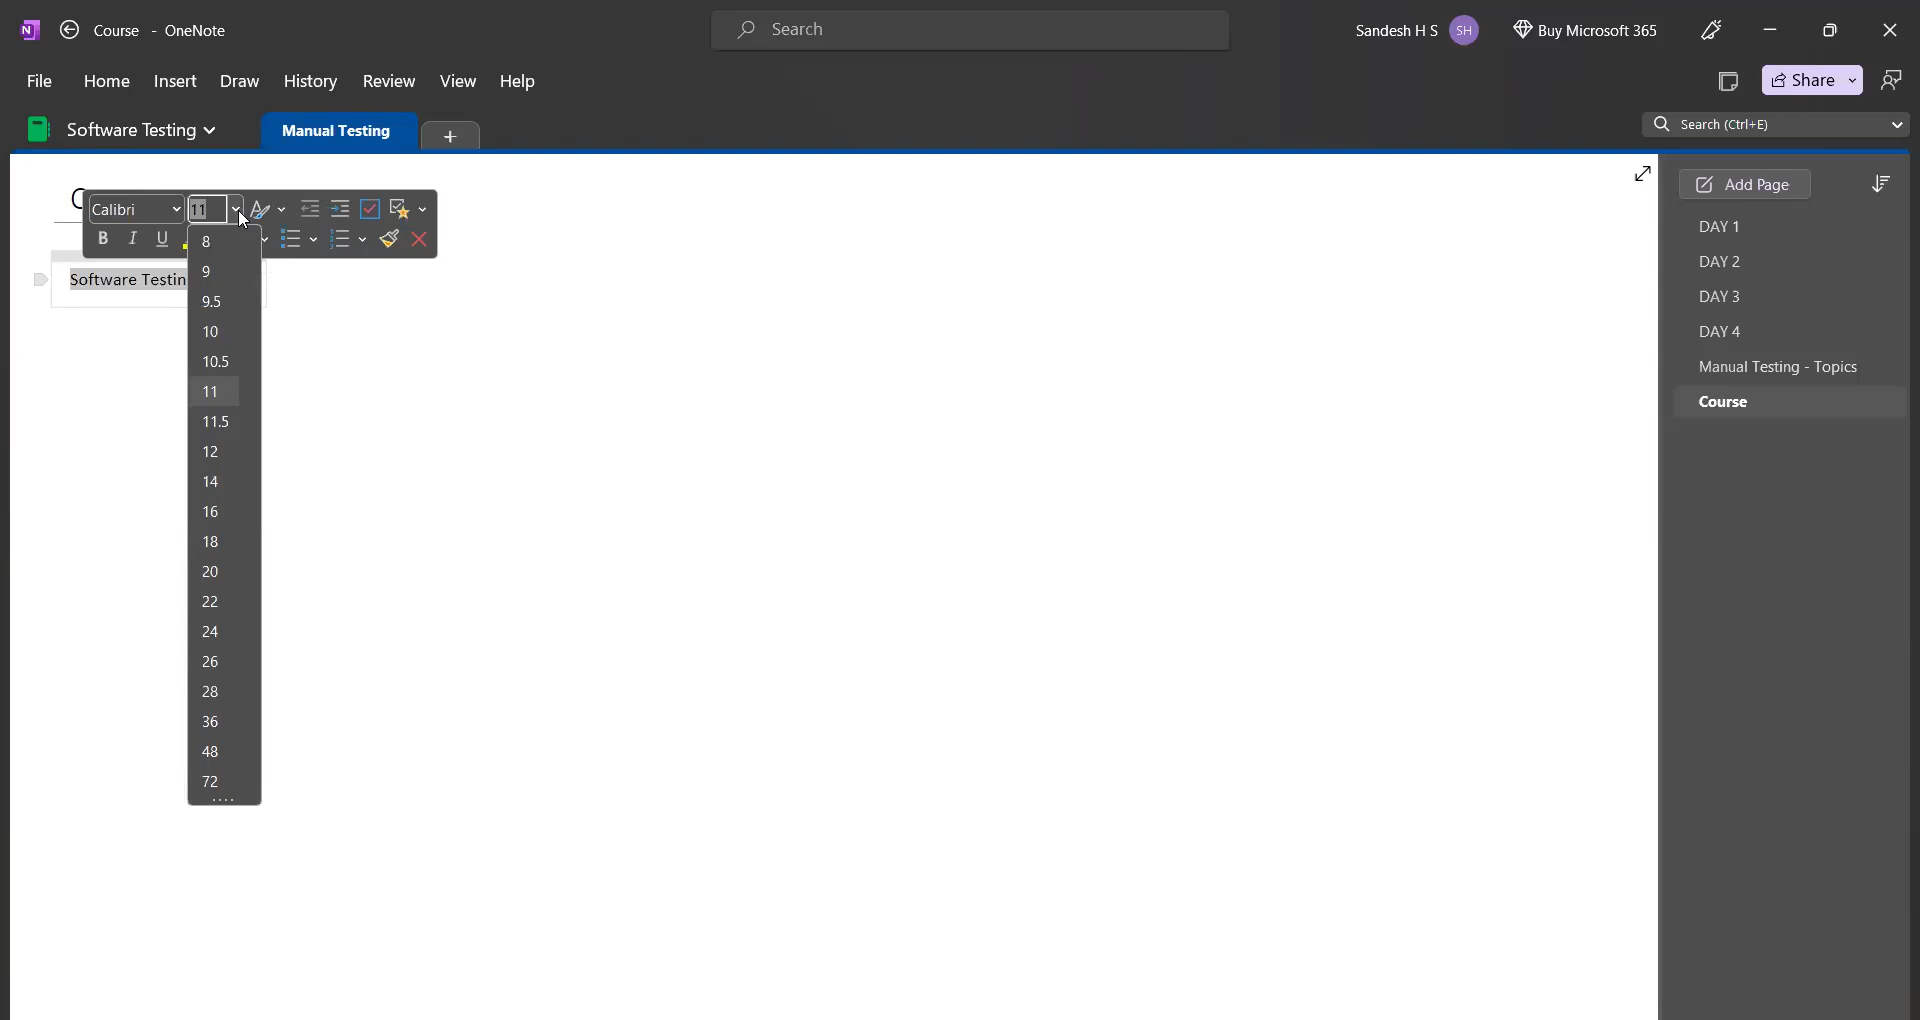 Course - OneNote
Search
Sandesh H S
SH
Buy Microsoft 365
File Home Insert Draw History Review View Help
Share
Software Testing
Manual Testing
+
Search (Ctrl+E)
Calibri
11
B I U
Software Testin
8
9
9.5
10
10.5
11
11.5
12
14
16
18
20
22
24
26
28
36
48
72
Add Page
DAY 1
DAY 2
DAY 3
DAY 4
Manual Testing - Topics
Course